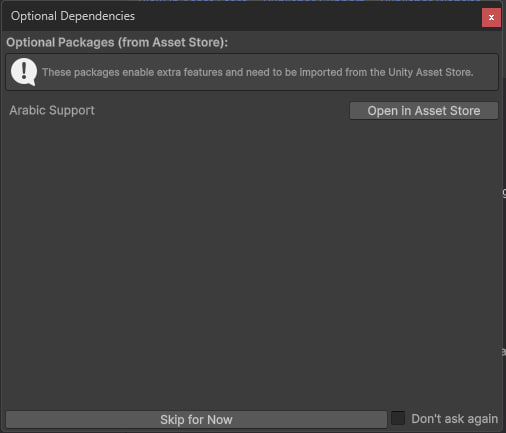 Optional Dependencies
x
Optional Packages (from Asset Store):
These packages enable extra features and need to be imported from the Unity Asset Store.
Arabic Support
Open in Asset Store
Skip for Now
Don't ask again